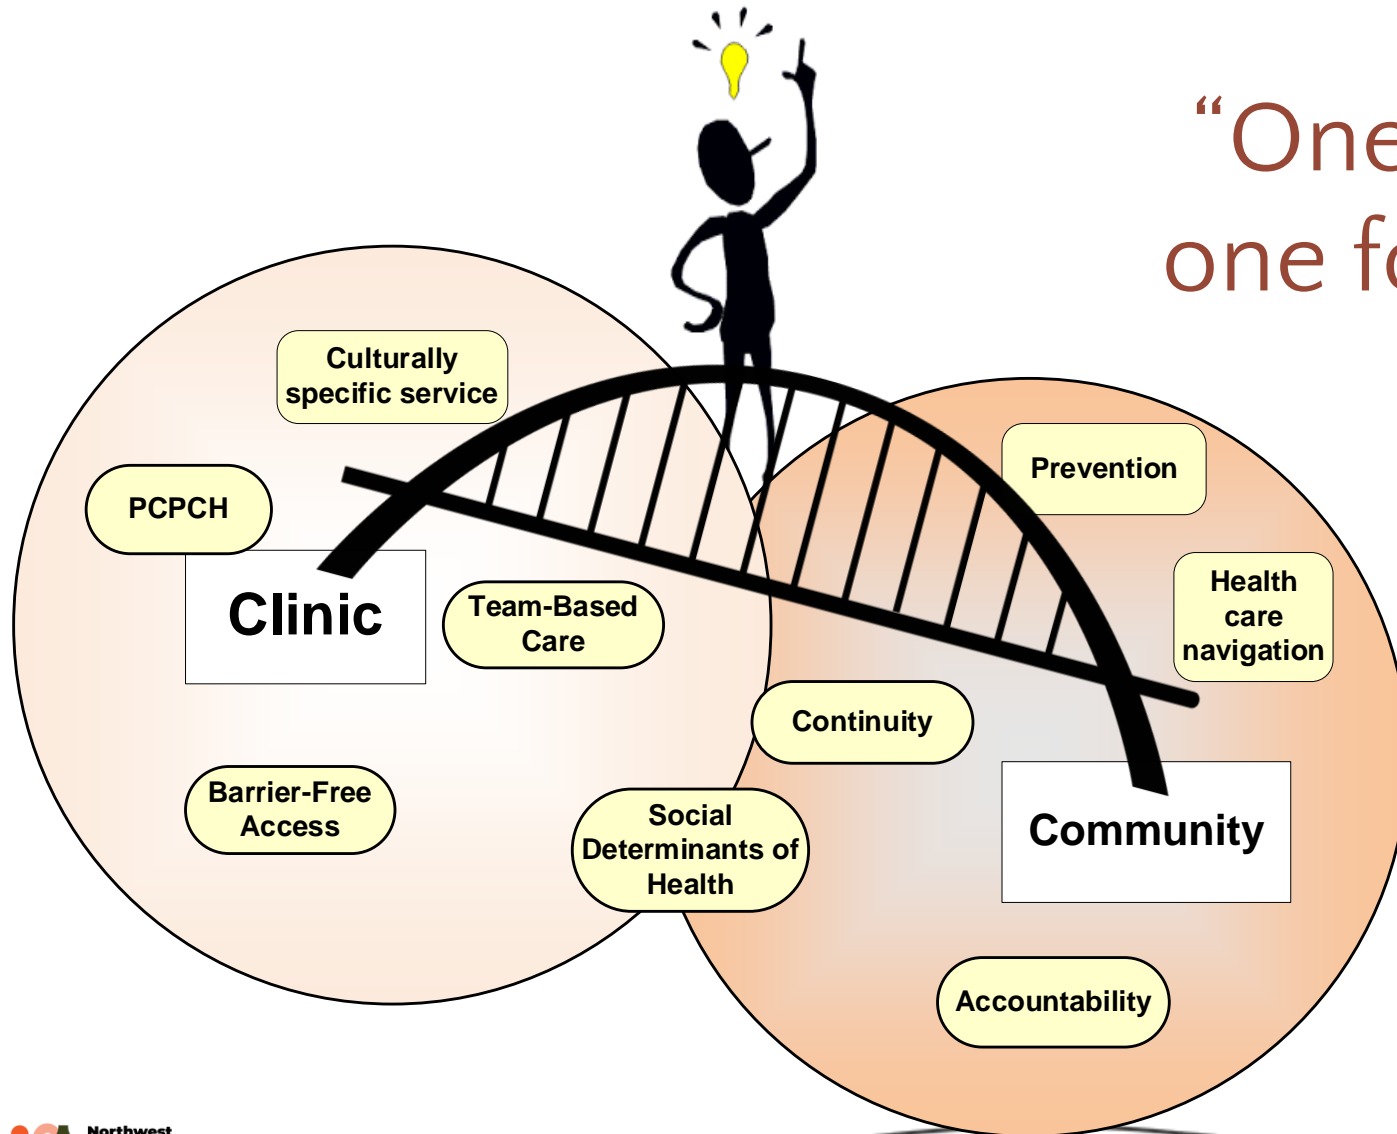 “One
one fo
Culturally
specific service
PCPCH
Clinic
Team-Based
Care
Barrier-Free
Access
Social
Determinants of
Health
Continuity
Prevention
Health
care
navigation
Community
Accountability
Northwest